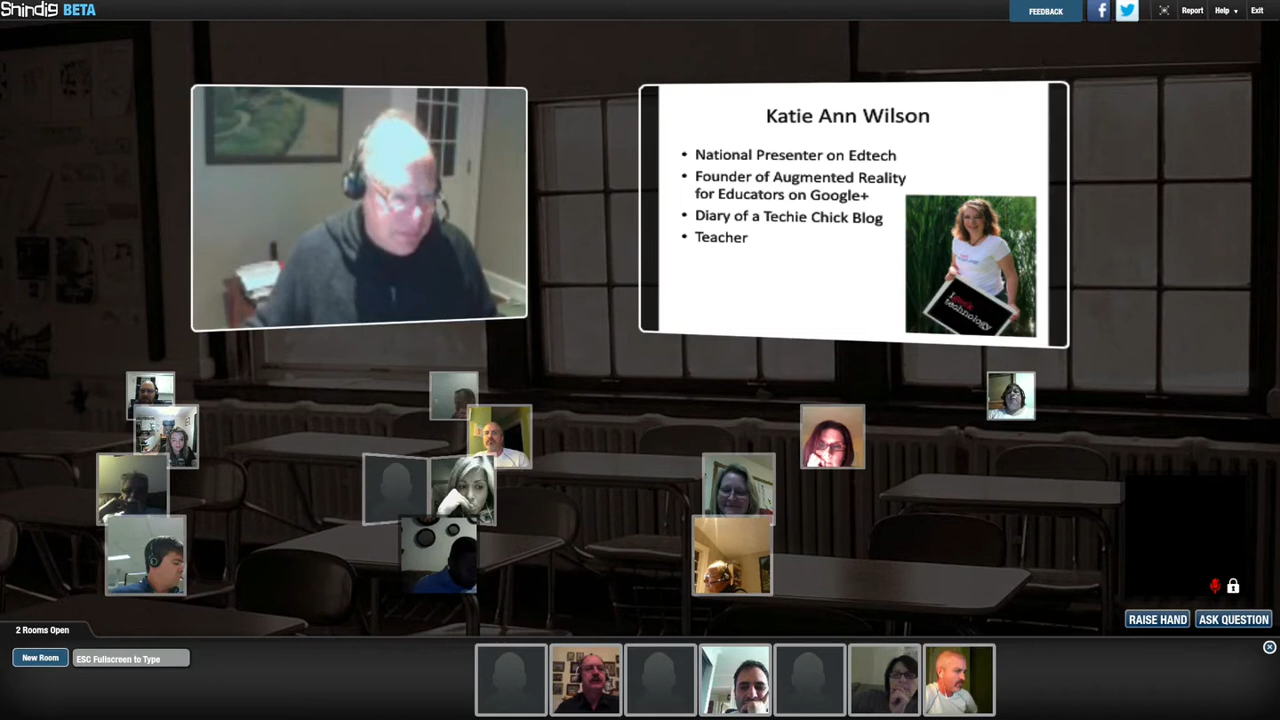 Shindig BETA
FEEDBACK
Report
Help
Exit
Katie Ann Wilson
• National Presenter on Edtech
• Founder of Augmented Reality
for Educators on Google+
• Diary of a Techie Chick Blog
• Teacher
technology
RAISE HAND
ASK QUESTION
2 Rooms Open
New Room
ESC Fullscreen to Type